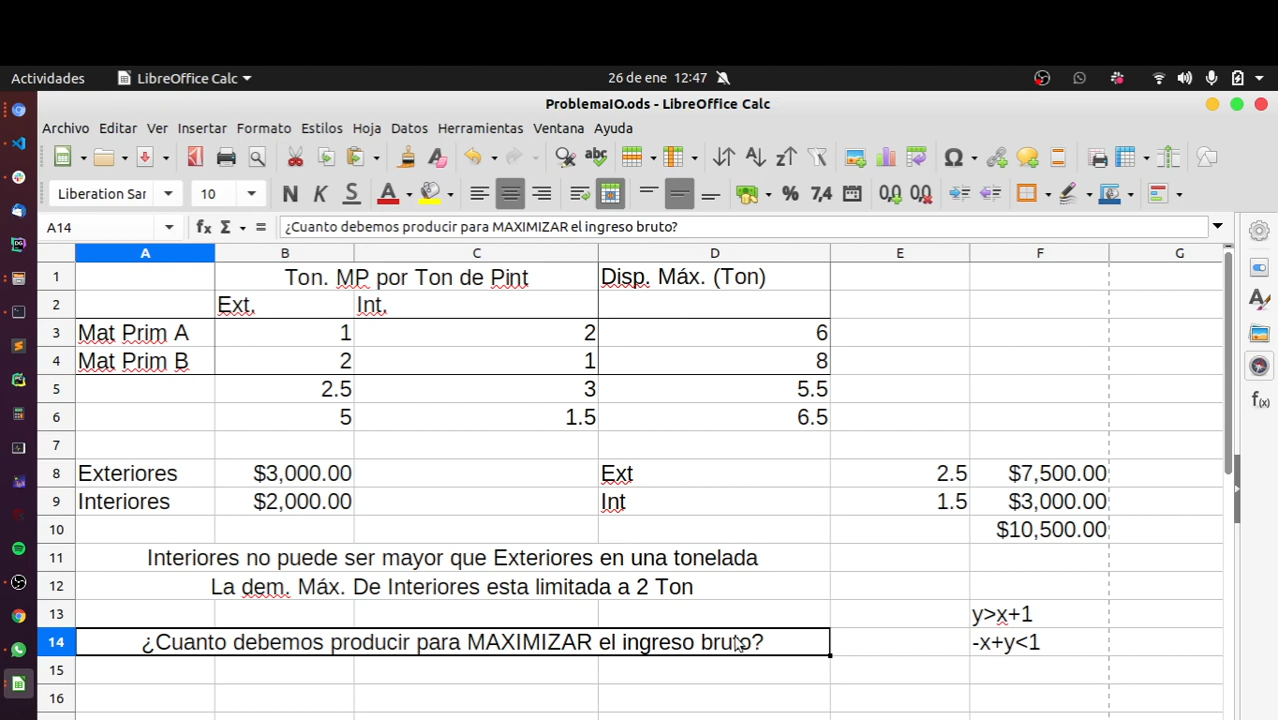 Actividades LibreOffice Calc 26 de ene 12:47
ProblemaIO.ods - LibreOffice Calc
Archivo Editar Ver Insertar Formato Estilos Hoja Datos Herramientas Ventana Ayuda
Liberation Sar 10 N K S A % 7,4 0,0 0,0
A14 fx Σ = ¿Cuanto debemos producir para MAXIMIZAR el ingreso bruto?
A B C D E F G
1 Ton. MP por Ton de Pint Disp. Máx. (Ton)
2 Ext. Int.
3 Mat Prim A 1 2 6
4 Mat Prim B 2 1 8
5 2.5 3 5.5
6 5 1.5 6.5
7
8 Exteriores $3,000.00 Ext 2.5 $7,500.00
9 Interiores $2,000.00 Int 1.5 $3,000.00
10 $10,500.00
11 Interiores no puede ser mayor que Exteriores en una tonelada
12 La dem. Máx. De Interiores esta limitada a 2 Ton
13 y>x+1
14 ¿Cuanto debemos producir para MAXIMIZAR el ingreso bruto? -x+y<1
15
16